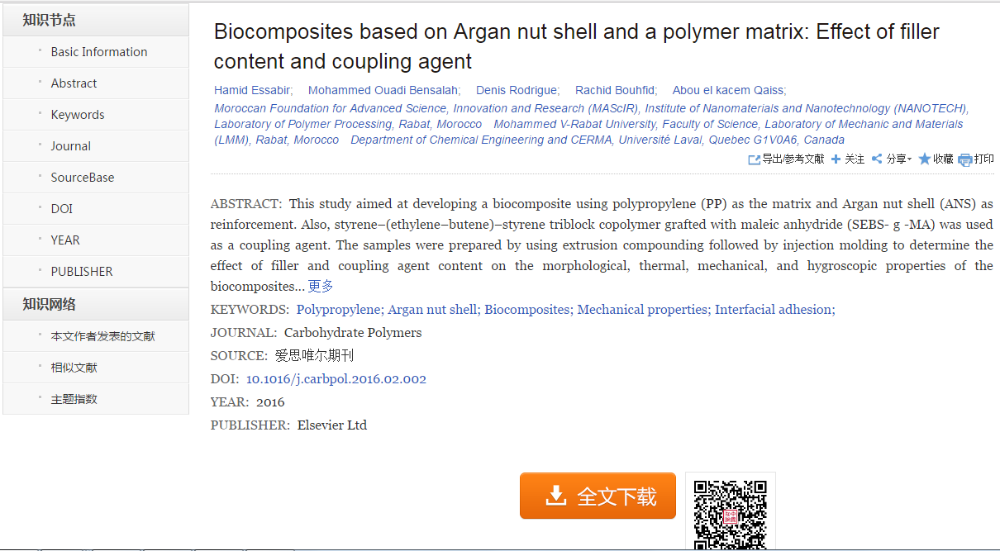 知识节点
Basic Information
Abstract
Keywords
Journal
SourceBase
DOI
YEAR
PUBLISHER
知识网络
本文作者发表的文献
相似文献
主题指数
Biocomposites based on Argan nut shell and a polymer matrix: Effect of filler
content and coupling agent
Hamid Essabir; Mohammed Ouadi Bensalah; Denis Rodrigue; Rachid Bouhfid; Abou el kacem Qaiss;
Moroccan Foundation for Advanced Science, Innovation and Research (MAScIR), Institute of Nanomaterials and Nanotechnology (NANOTECH),
Laboratory of Polymer Processing, Rabat, Morocco Mohammed V-Rabat University, Faculty of Science, Laboratory of Mechanic and Materials
(LMM), Rabat, Morocco Department of Chemical Engineering and CERMA, Université Laval, Quebec G1V0A6, Canada
导出/参考文献 关注 分享 收藏 打印
ABSTRACT: This study aimed at developing a biocomposite using polypropylene (PP) as the matrix and Argan nut shell (ANS) as
reinforcement. Also, styrene–(ethylene–butene)–styrene triblock copolymer grafted with maleic anhydride (SEBS- g -MA) was used
as a coupling agent. The samples were prepared by using extrusion compounding followed by injection molding to determine the
effect of filler and coupling agent content on the morphological, thermal, mechanical, and hygroscopic properties of the
biocomposites... 更多
KEYWORDS: Polypropylene; Argan nut shell; Biocomposites; Mechanical properties; Interfacial adhesion;
JOURNAL: Carbohydrate Polymers
SOURCE: 爱思唯尔期刊
DOI: 10.1016/j.carbpol.2016.02.002
YEAR: 2016
PUBLISHER: Elsevier Ltd
全文下载